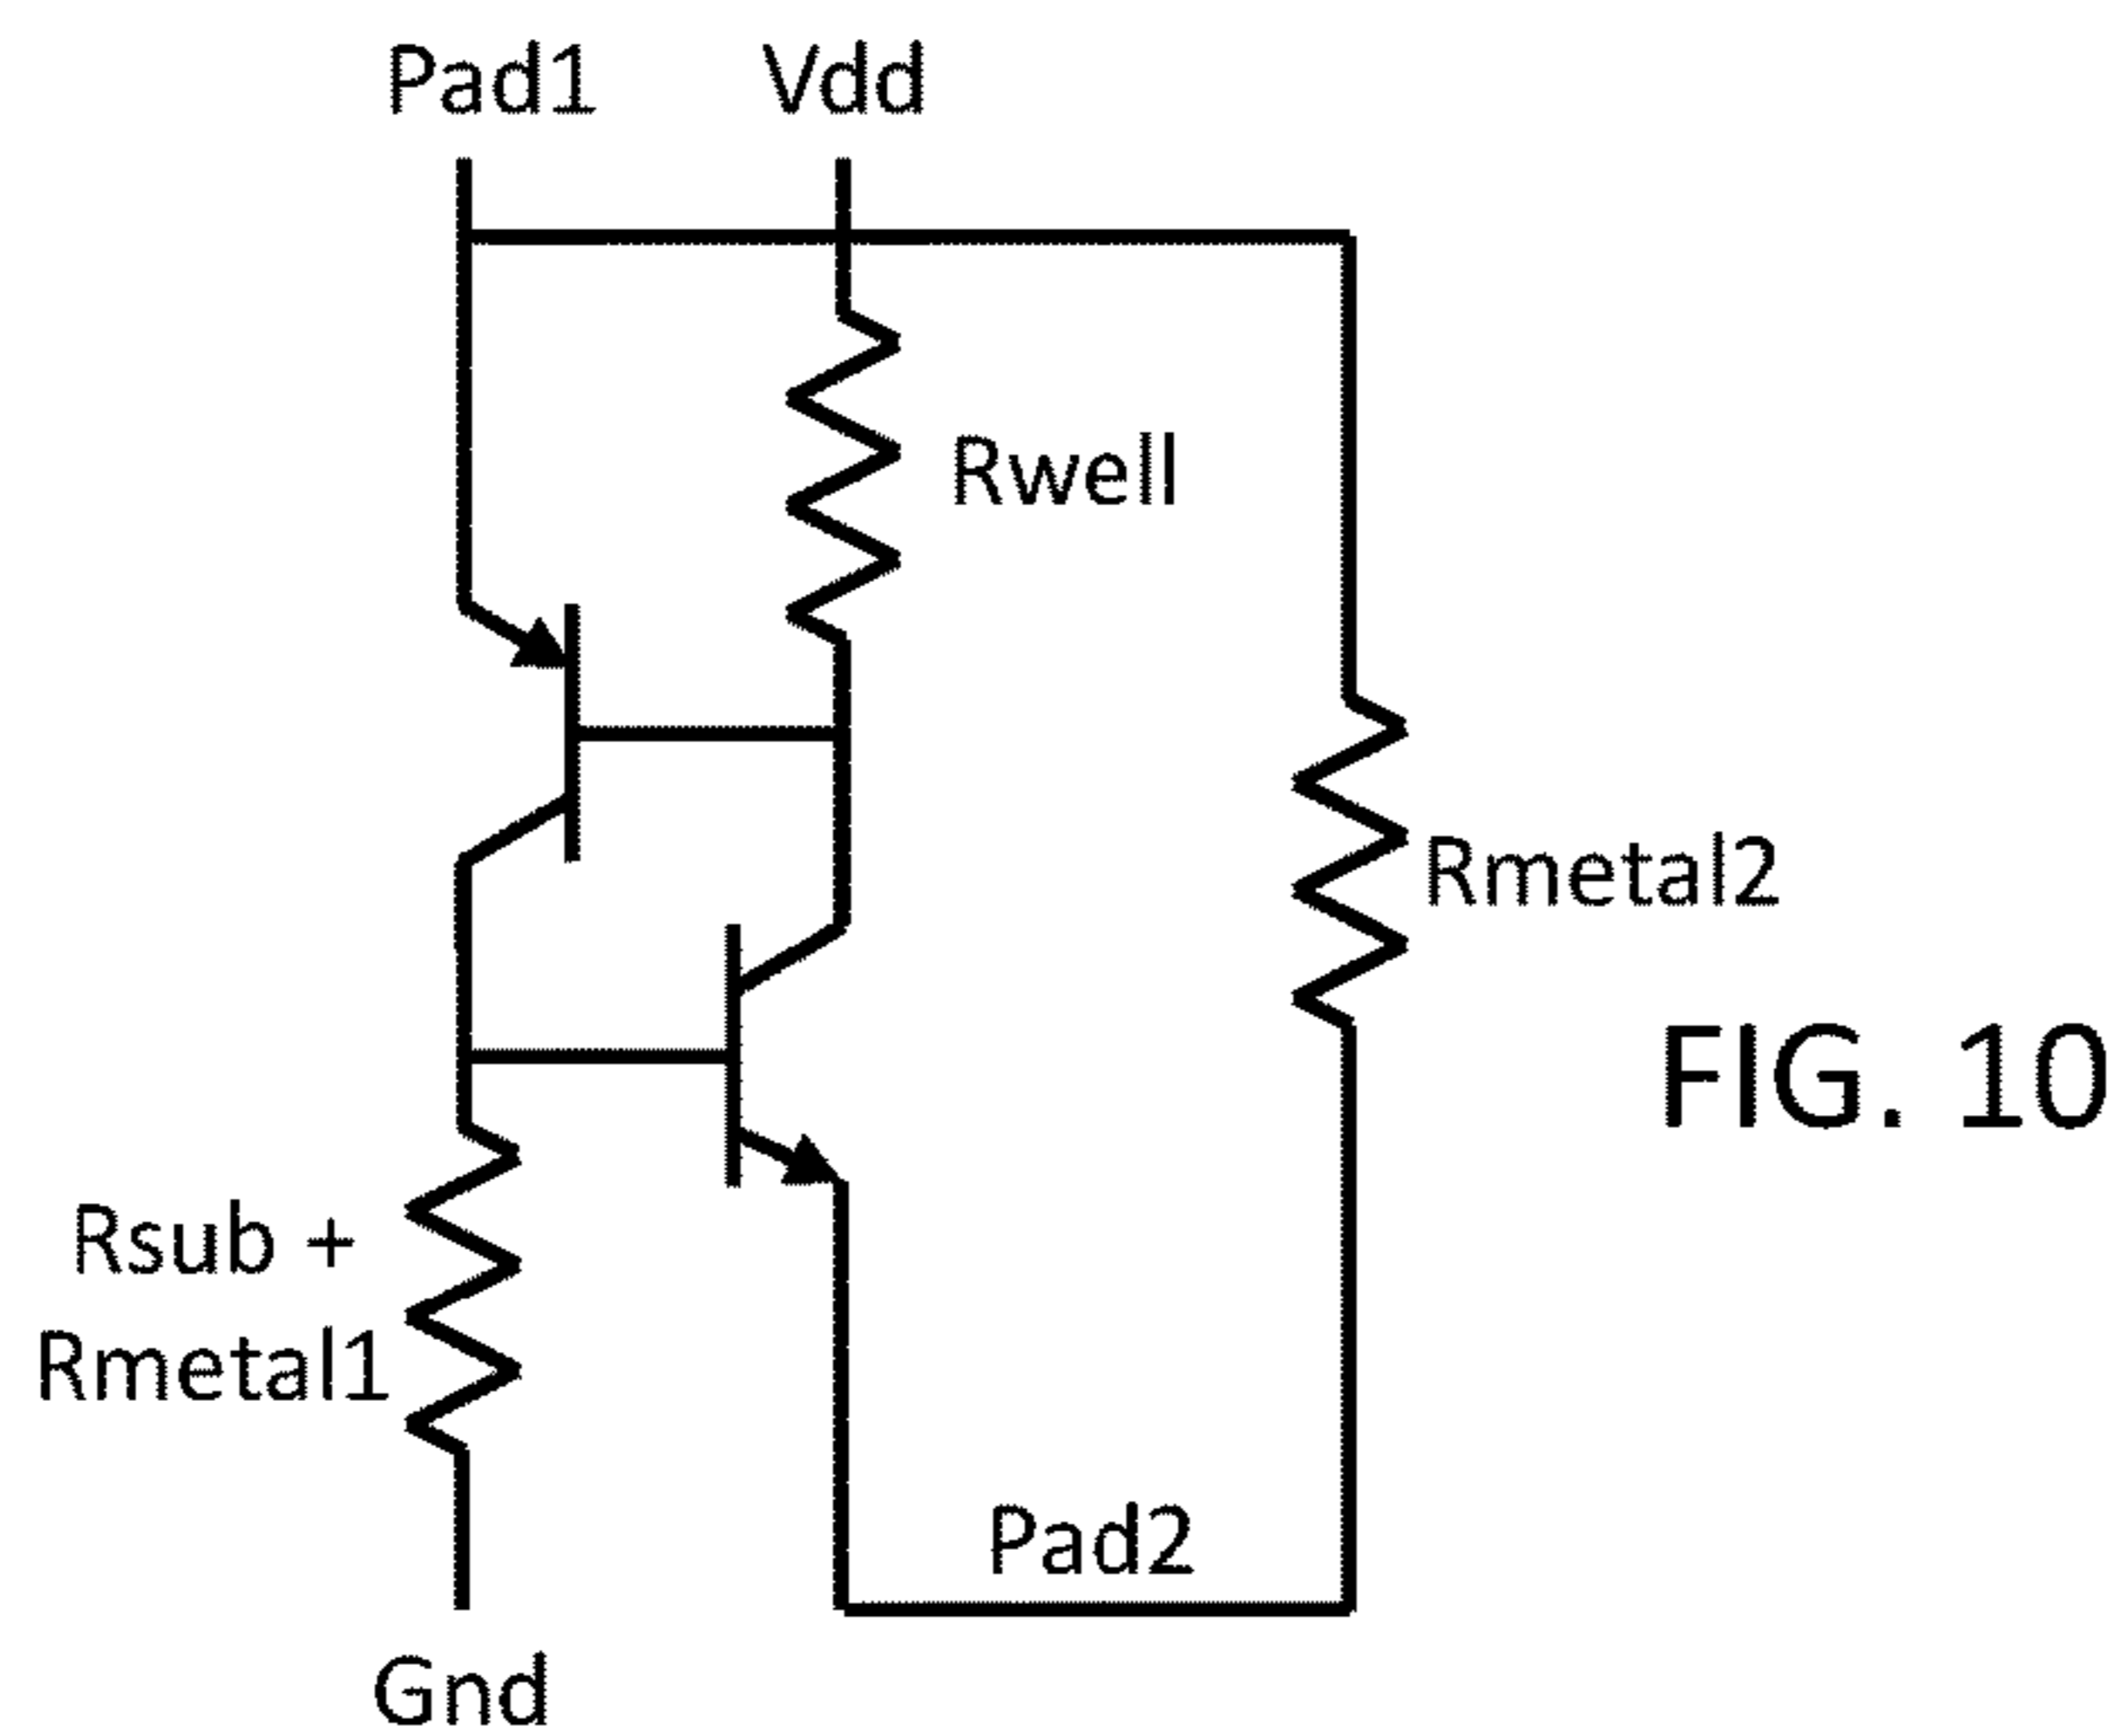 Pad1 Vdd
Rwell
Rmetal2
FIG. 10
Rsub +
Rmetal1
Pad2
Gnd